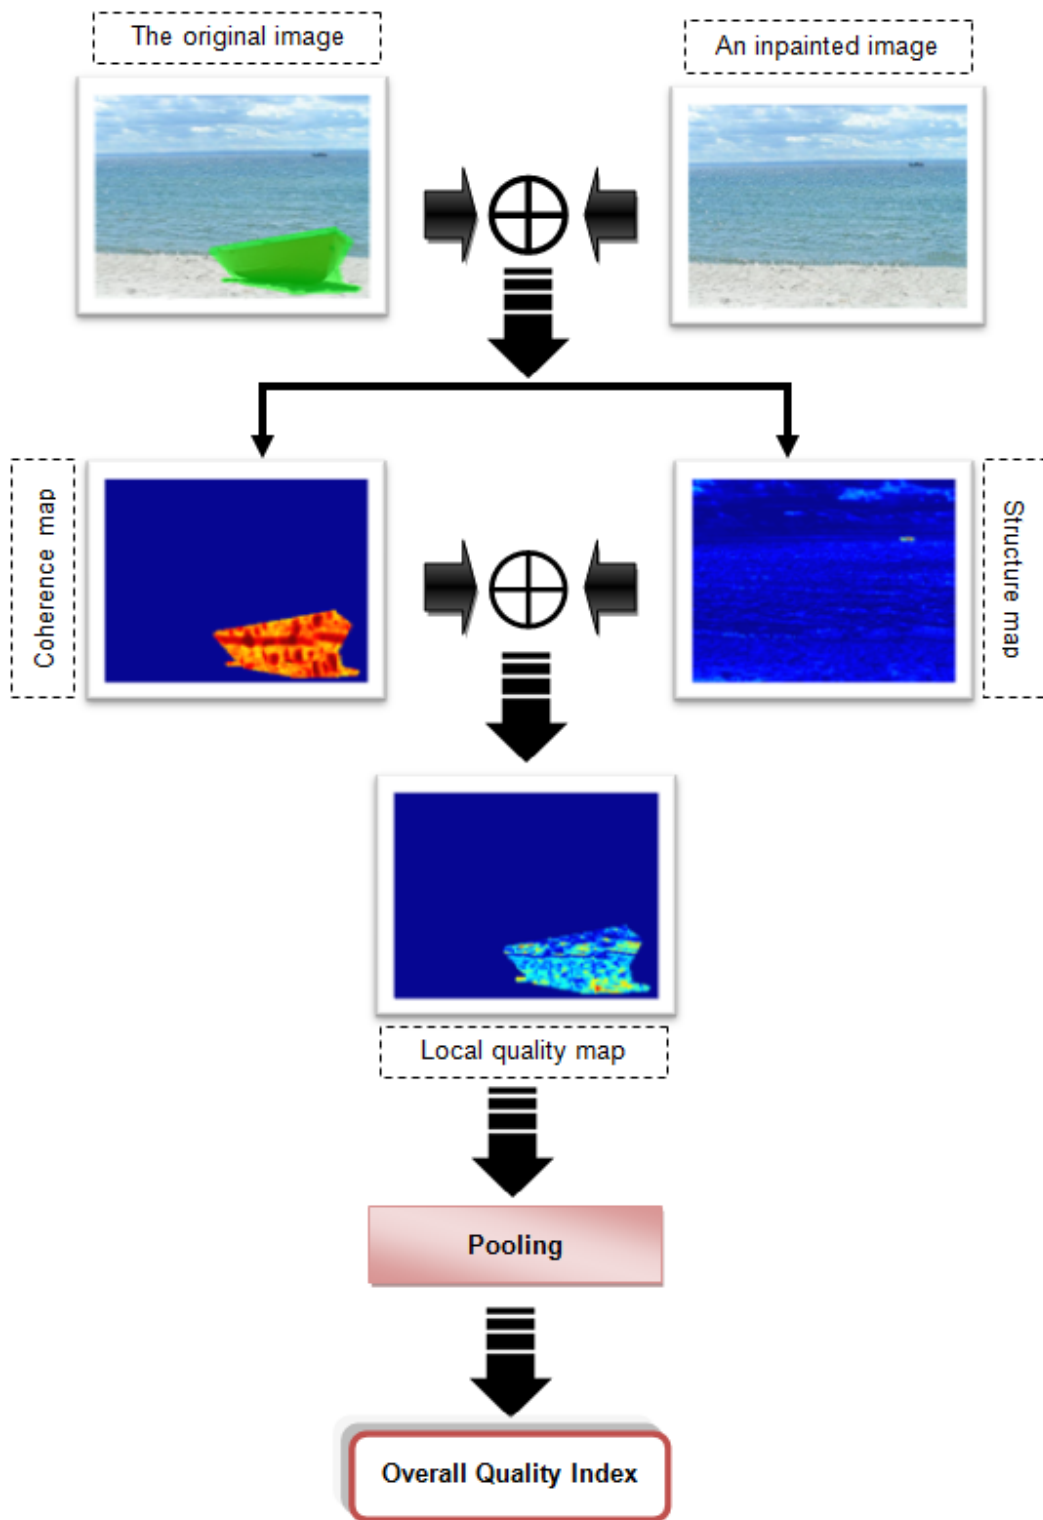 The original image
An inpainted image
Coherence map
Structure map
Local quality map
Pooling
Overall Quality Index